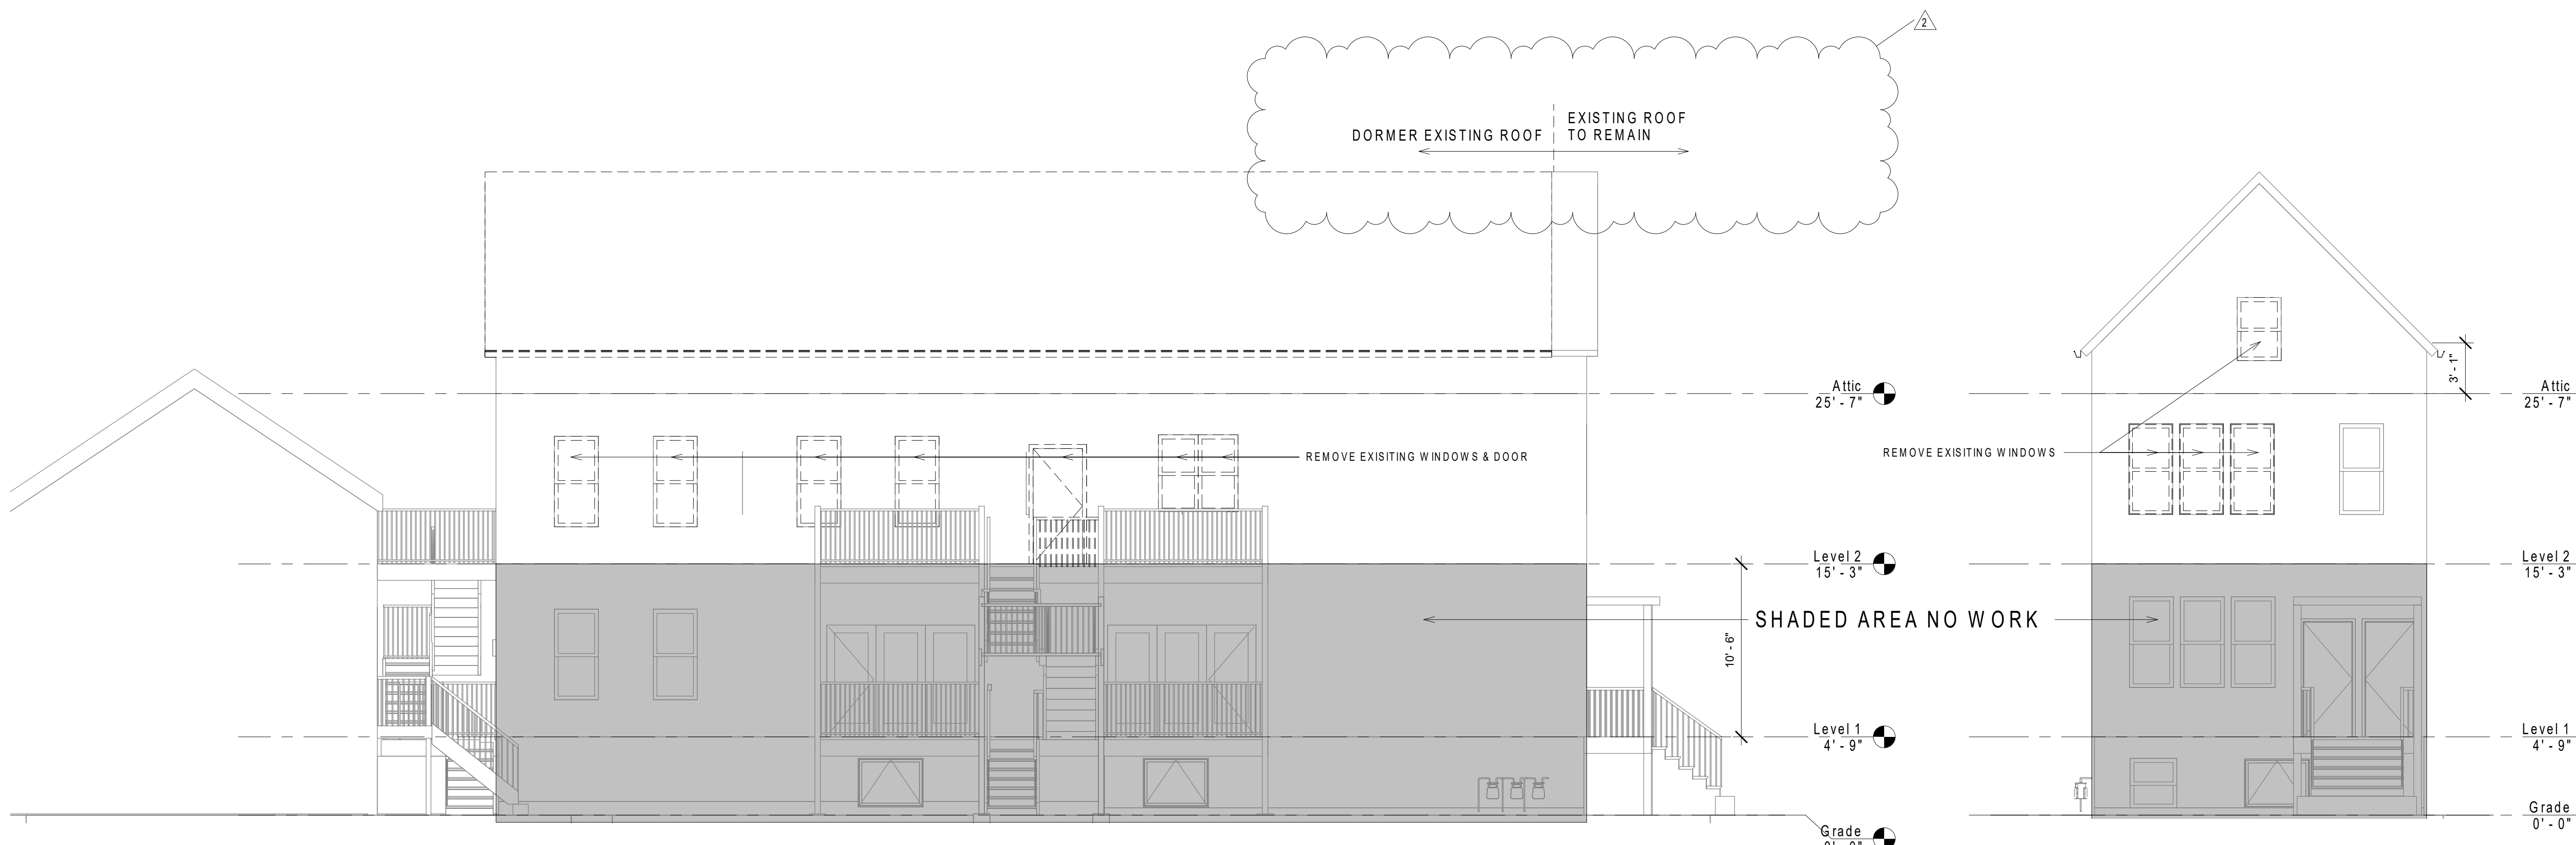 2
EXISTING ROOF
DORMER EXISTING ROOF
TO REMAIN
3' - 1"
Attic
25' - 7"
Attic
25' - 7"
REMOVE EXISITING WINDOWS & DOOR
REMOVE EXISITING WINDOWS
Level 2
15' - 3"
Level 2
15' - 3"
SHADED AREA NO WORK
10' - 6"
Level 1
4' - 9"
Level 1
4' - 9"
Grade
0' - 0"
Grade
0' - 0"